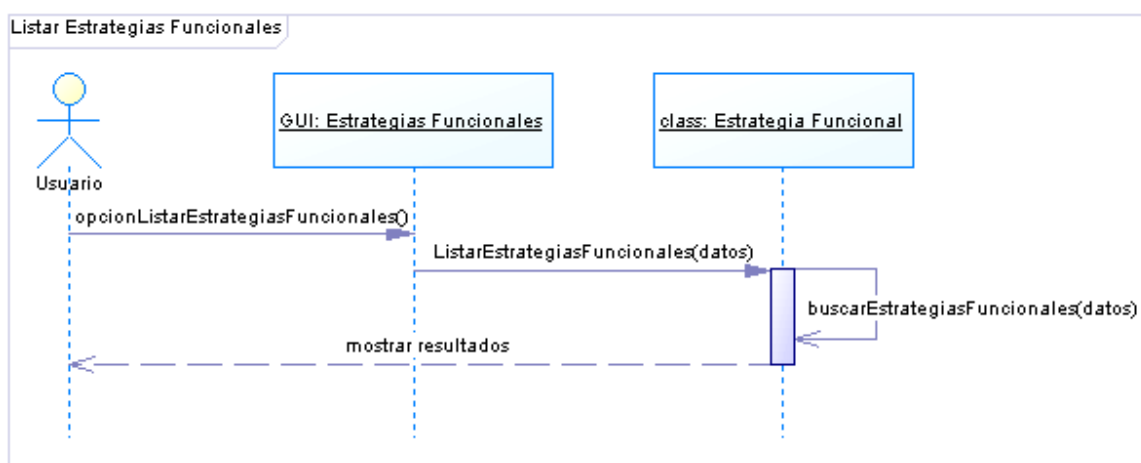 Listar Estrategias Funcionales
GUI: Estrategias Funcionales
class: Estrategia Funcional
Usuario
opcionListarEstrategiasFuncionales()
ListarEstrategiasFuncionales(datos)
buscarEstrategiasFuncionales(datos)
mostrar resultados